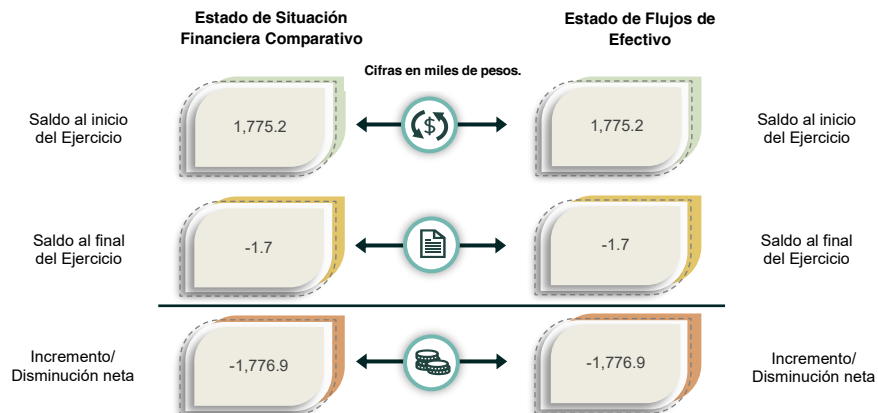 Estado de Situación
Financiera Comparativo
Estado de Flujos de
Efectivo
Cifras en miles de pesos.
Saldo al inicio
del Ejercicio
1,775.2
$
1,775.2
Saldo al inicio
del Ejercicio
Saldo al final
del Ejercicio
-1.7
-1.7
Saldo al final
del Ejercicio
Incremento/
Disminución neta
-1,776.9
-1,776.9
Incremento/
Disminución neta